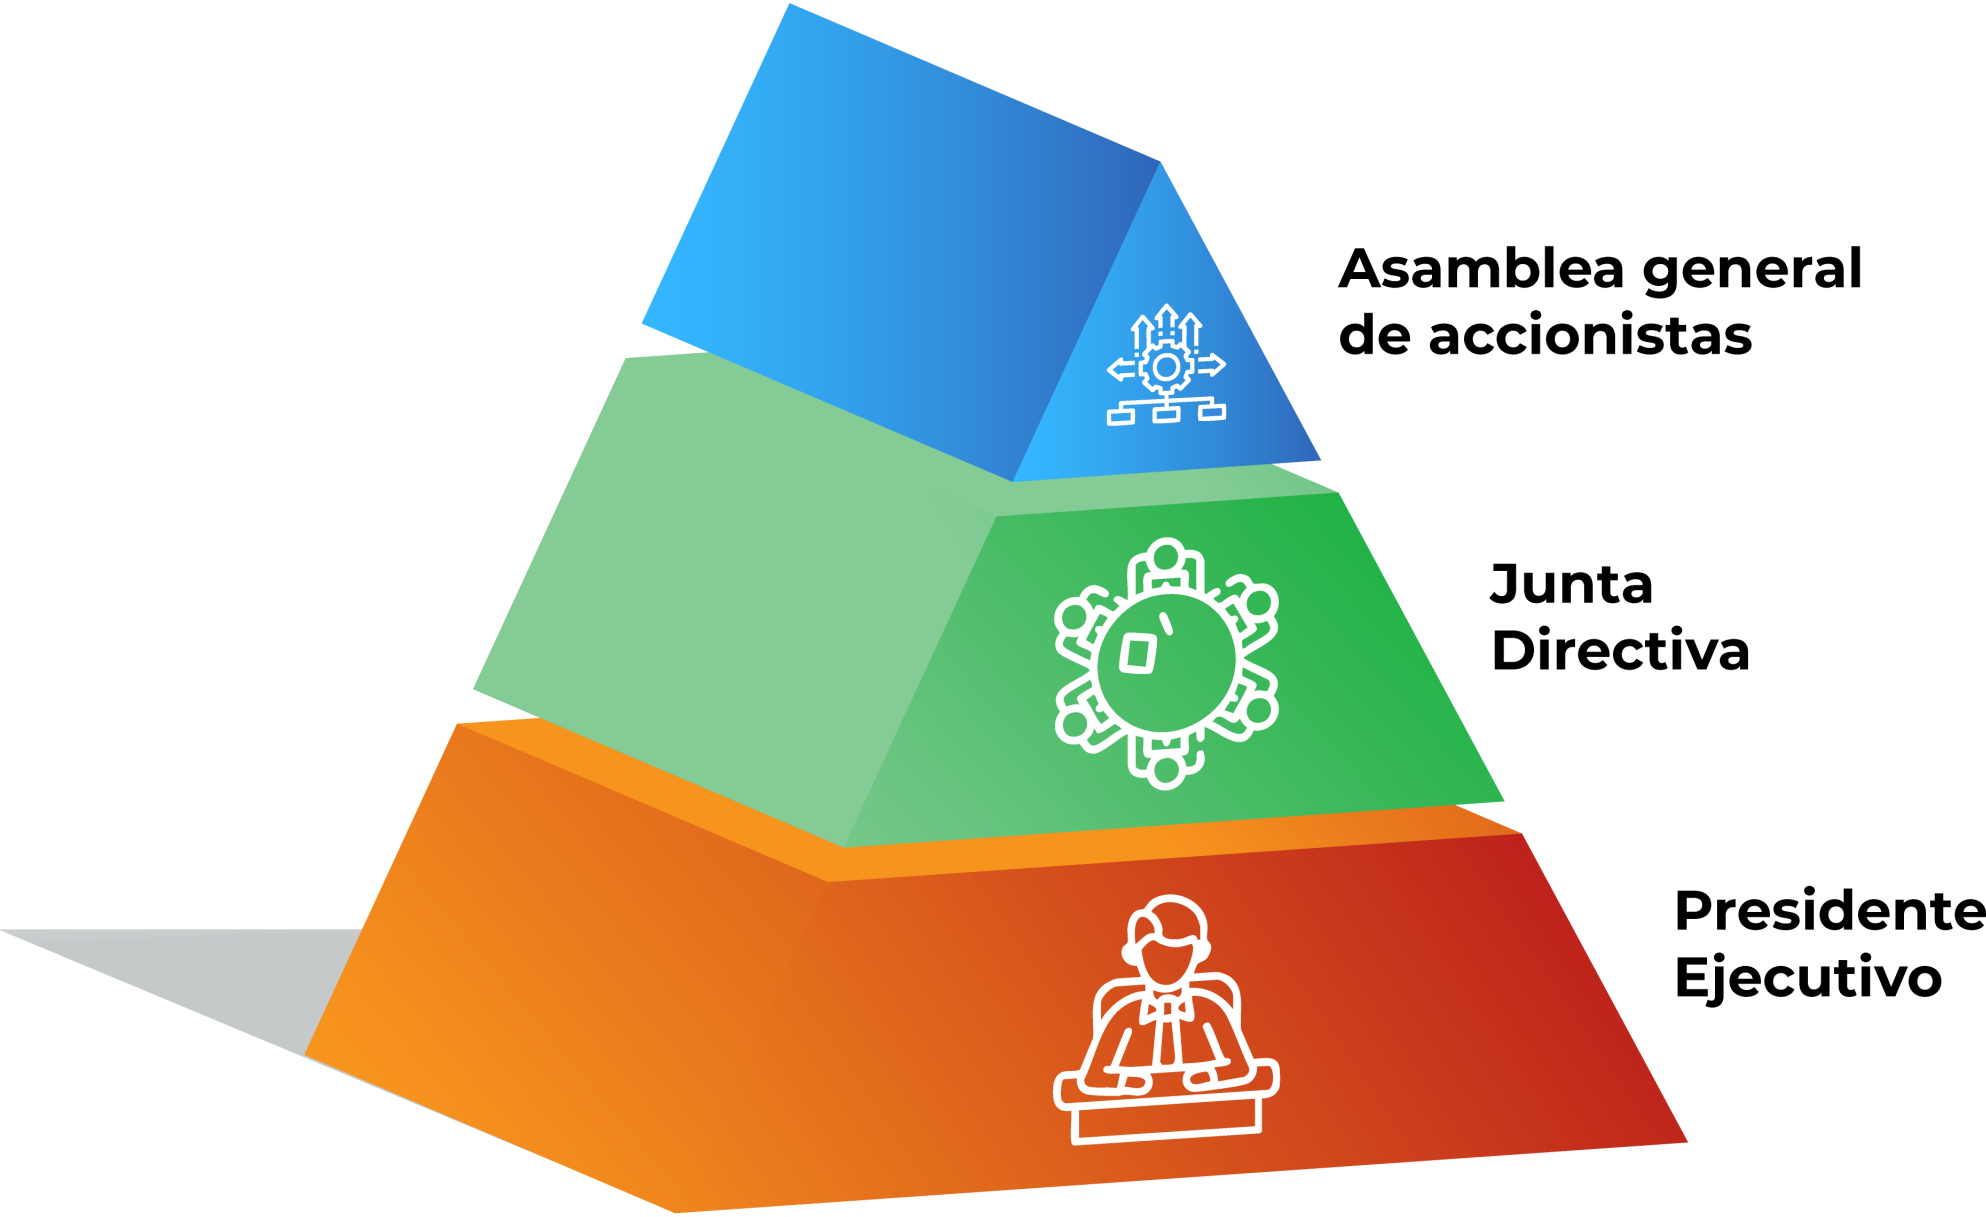 Asamblea general
de accionistas
Junta
Directiva
Presidente
Ejecutivo